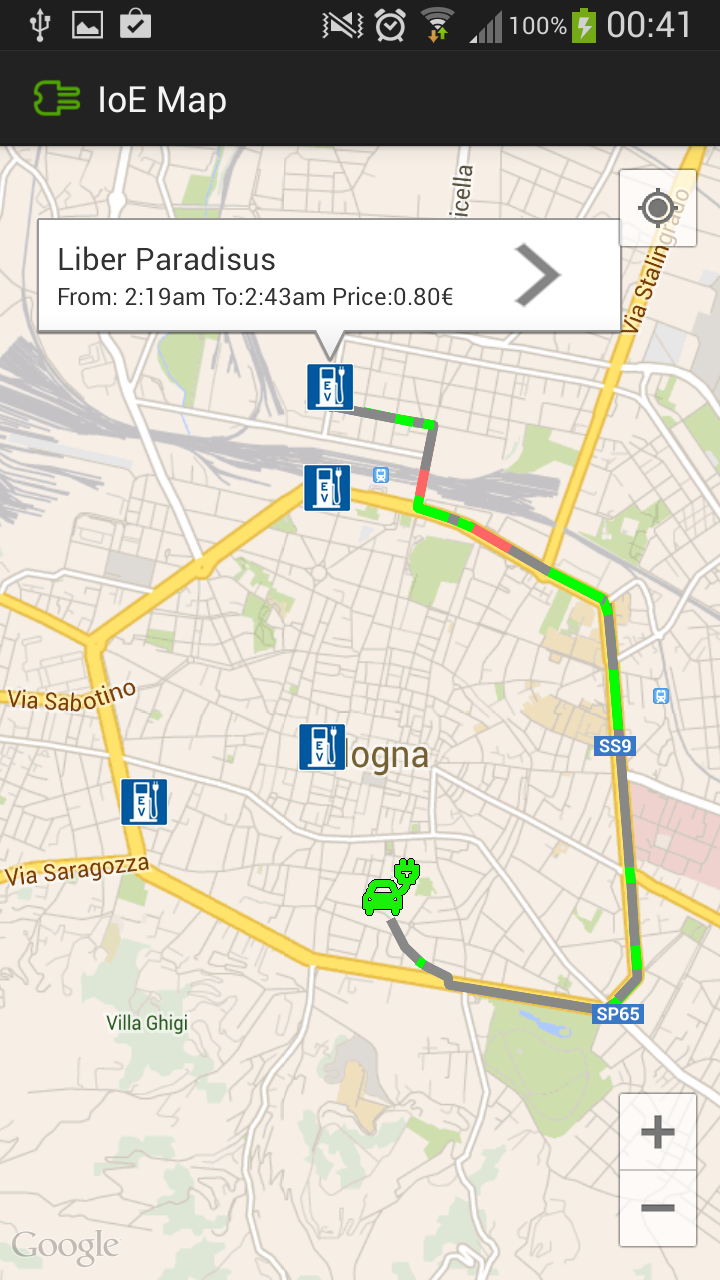 100% 00:41
IoE Map
icella
Via Stalingrado
Liber Paradisus
From: 2:19am To:2:43am Price:0.80€
EV
EV
Via Sabotino
SS9
EV
logna
EV
Via Saragozza
SP65
Villa Ghigi
+
−
Google